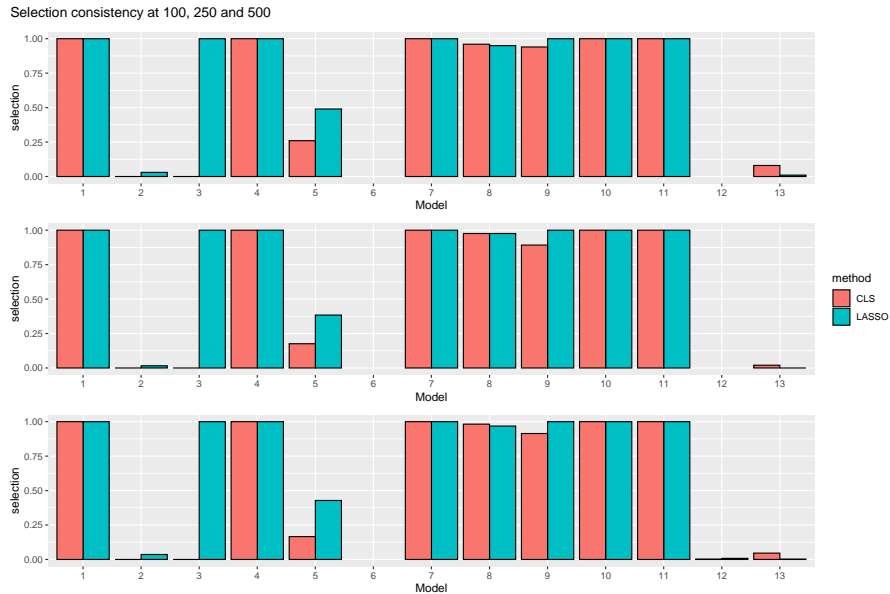 Selection consistency at 100, 250 and 500
selection
1.00
0.75
0.50
0.25
0.00
1 2 3 4 5 6 7 8 9 10 11 12 13
Model
selection
1.00
0.75
0.50
0.25
0.00
1 2 3 4 5 6 7 8 9 10 11 12 13
Model
selection
1.00
0.75
0.50
0.25
0.00
1 2 3 4 5 6 7 8 9 10 11 12 13
Model
method
CLS
LASSO